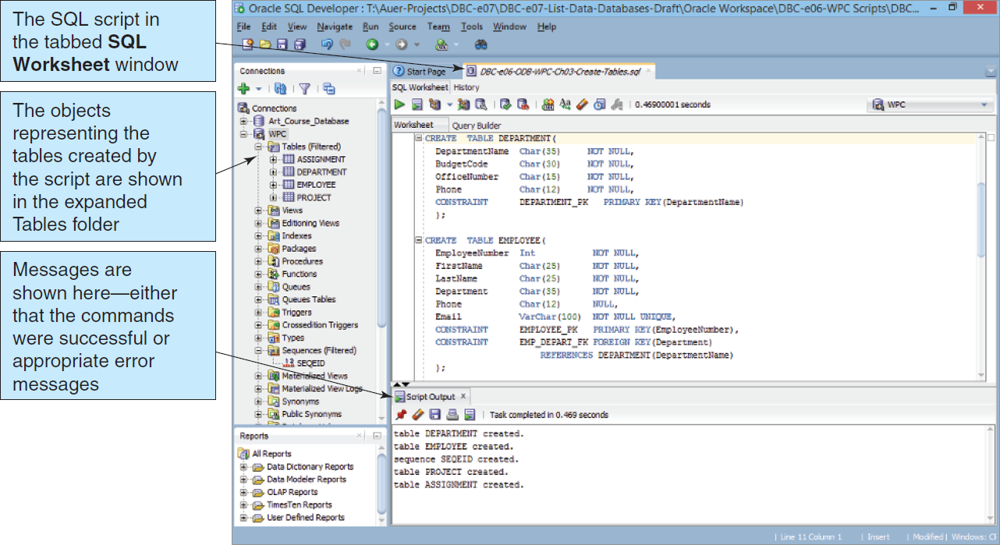 The SQL script in
the tabbed SQL
Worksheet window
The objects
representing the
tables created by
the script are shown
in the expanded
Tables folder
Messages are
shown here—either
that the commands
were successful or
appropriate error
messages
Oracle SQL Developer : T:\Auer-Projects\DBC-e07\DBC-e07-List-Data-Databases-Draft\Oracle Workspace\DBC-e06-WPC Scripts\DBC...
File Edit View Navigate Run Source Team Tools Window Help
Connections
Connections
Art_Course_Database
WPC
Tables (Filtered)
ASSIGNMENT
DEPARTMENT
EMPLOYEE
PROJECT
Views
Editioning Views
Indexes
Packages
Procedures
Functions
Queues
Queues Tables
Triggers
Crossedition Triggers
Types
Sequences (Filtered)
SEQEID
Materialized Views
Materialized View Logs
Synonyms
Public Synonyms
Reports
All Reports
Data Dictionary Reports
Data Modeler Reports
OLAP Reports
TimesTen Reports
User Defined Reports
Start Page DBC-e06-ODB-WPC-Ch03-Create-Tables.sql
SQL Worksheet History
0.46900001 seconds WPC
Worksheet Query Builder
CREATE TABLE DEPARTMENT(
DepartmentName Char(35) NOT NULL,
BudgetCode Char(30) NOT NULL,
OfficeNumber Char(15) NOT NULL,
Phone Char(12) NOT NULL,
CONSTRAINT DEPARTMENT_PK PRIMARY KEY(DepartmentName)
);
CREATE TABLE EMPLOYEE(
EmployeeNumber Int NOT NULL,
FirstName Char(25) NOT NULL,
LastName Char(25) NOT NULL,
Department Char(35) NOT NULL,
Phone Char(12) NULL,
Email VarChar(100) NOT NULL UNIQUE,
CONSTRAINT EMPLOYEE_PK PRIMARY KEY(EmployeeNumber),
CONSTRAINT EMP_DEPART_FK FOREIGN KEY(Department)
REFERENCES DEPARTMENT(DepartmentName)
);
Script Output x
Task completed in 0.469 seconds
table DEPARTMENT created.
table EMPLOYEE created.
sequence SEQEID created.
table PROJECT created.
table ASSIGNMENT created.
Line 11 Column 1 Insert Modified Windows: